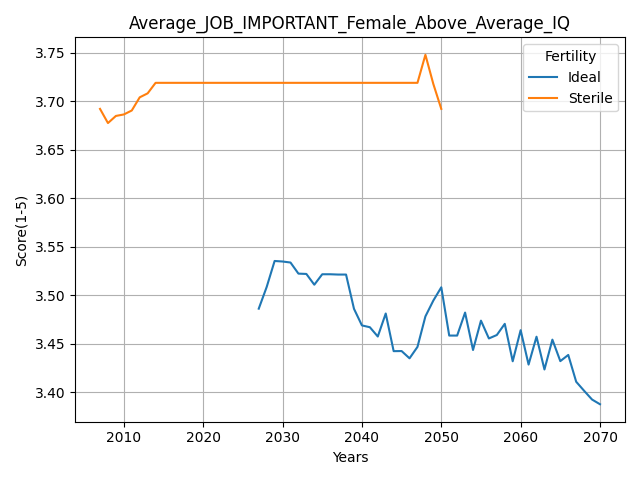 Average_JOB_IMPORTANT_Female_Above_Average_IQ
Fertility
Ideal
Sterile
Score(1-5)
3.75
3.70
3.65
3.60
3.55
3.50
3.45
3.40
2010 2020 2030 2040 2050 2060 2070
Years